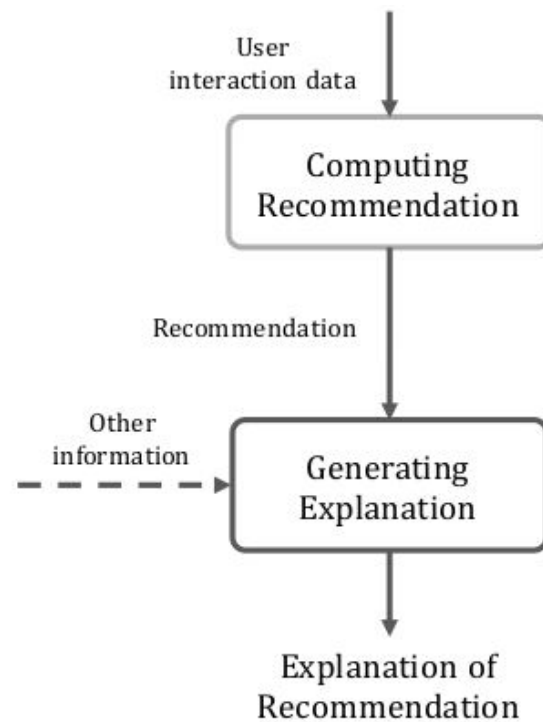 User
interaction data
Computing
Recommendation
Recommendation
Other
information
Generating
Explanation
Explanation of
Recommendation